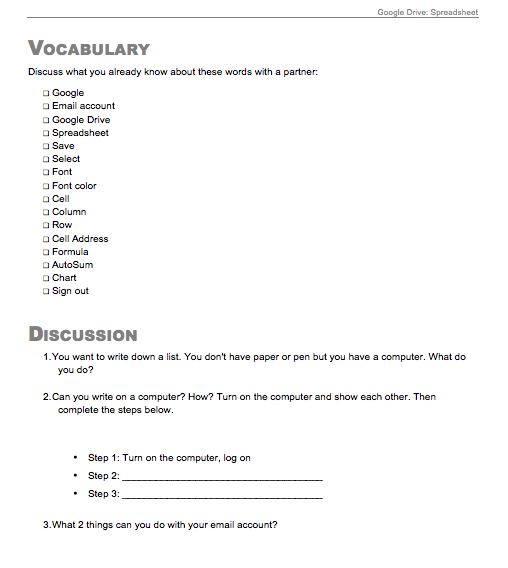 Google Drive: Spreadsheet
VOCABULARY
Discuss what you already know about these words with a partner:
❑ Google
❑ Email account
❑ Google Drive
❑ Spreadsheet
❑ Save
❑ Select
❑ Font
❑ Font color
❑ Cell
❑ Column
❑ Row
❑ Cell Address
❑ Formula
❑ AutoSum
❑ Chart
❑ Sign out
DISCUSSION
1.You want to write down a list. You don't have paper or pen but you have a computer. What do
you do?
2.Can you write on a computer? How? Turn on the computer and show each other. Then
complete the steps below.
• Step 1: Turn on the computer, log on
• Step 2: ____________________________________
• Step 3: ____________________________________
3.What 2 things can you do with your email account?